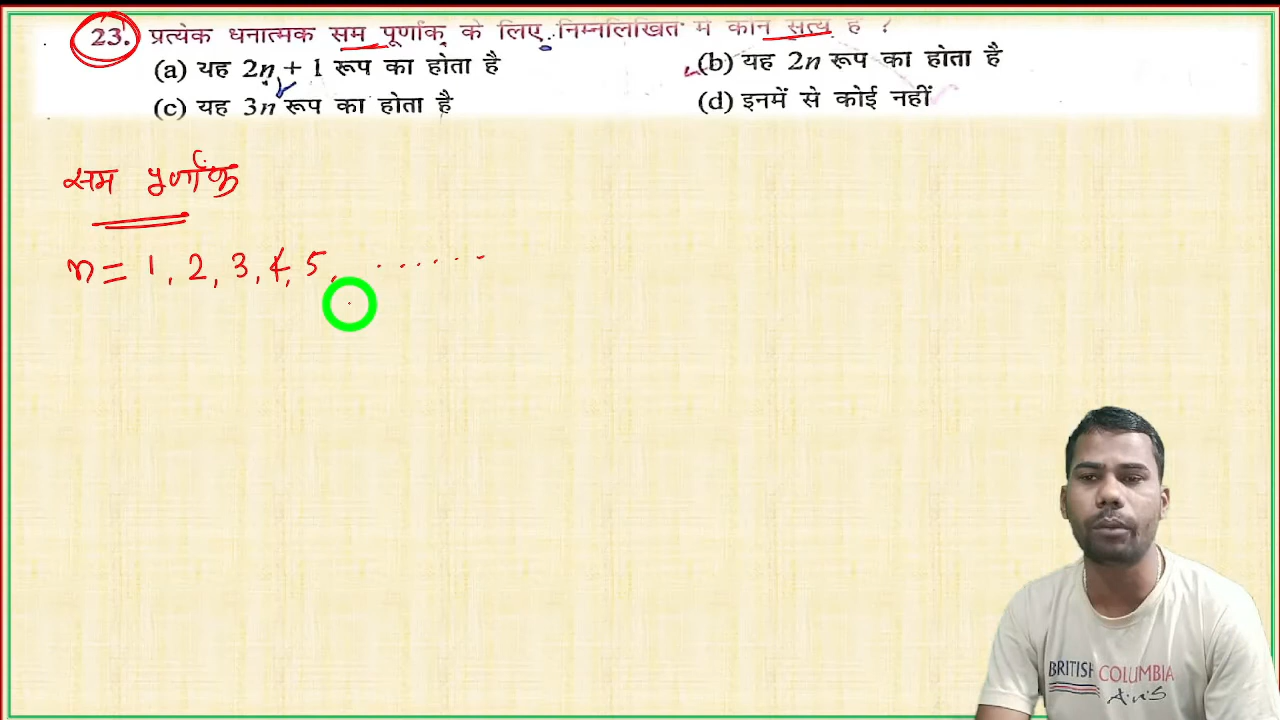 23. प्रत्येक धनात्मक सम पूर्णांक के लिए निम्नलिखित में कौन सत्य है ?
(a) यह 2n + 1 रूप का होता है (b) यह 2n रूप का होता है
(c) यह 3n रूप का होता है (d) इनमें से कोई नहीं
सम पूर्णांक
n = 1, 2, 3, 4, 5, .......
BRITISH COLUMBIA